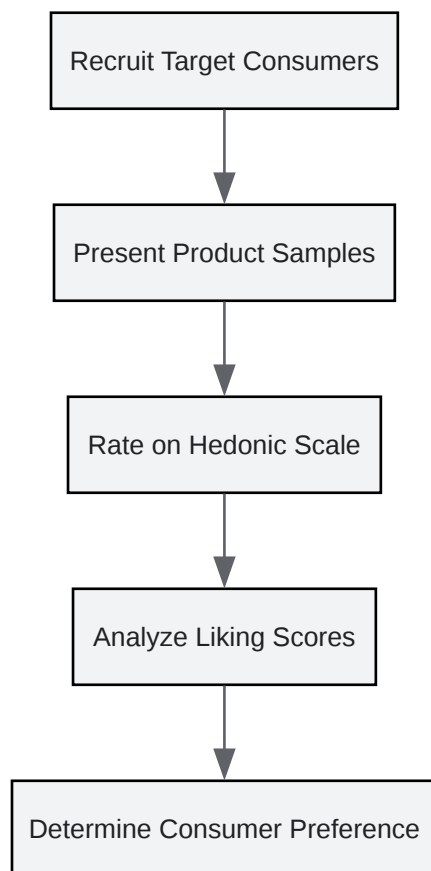 Recruit Target Consumers
Present Product Samples
Rate on Hedonic Scale
Analyze Liking Scores
Determine Consumer Preference